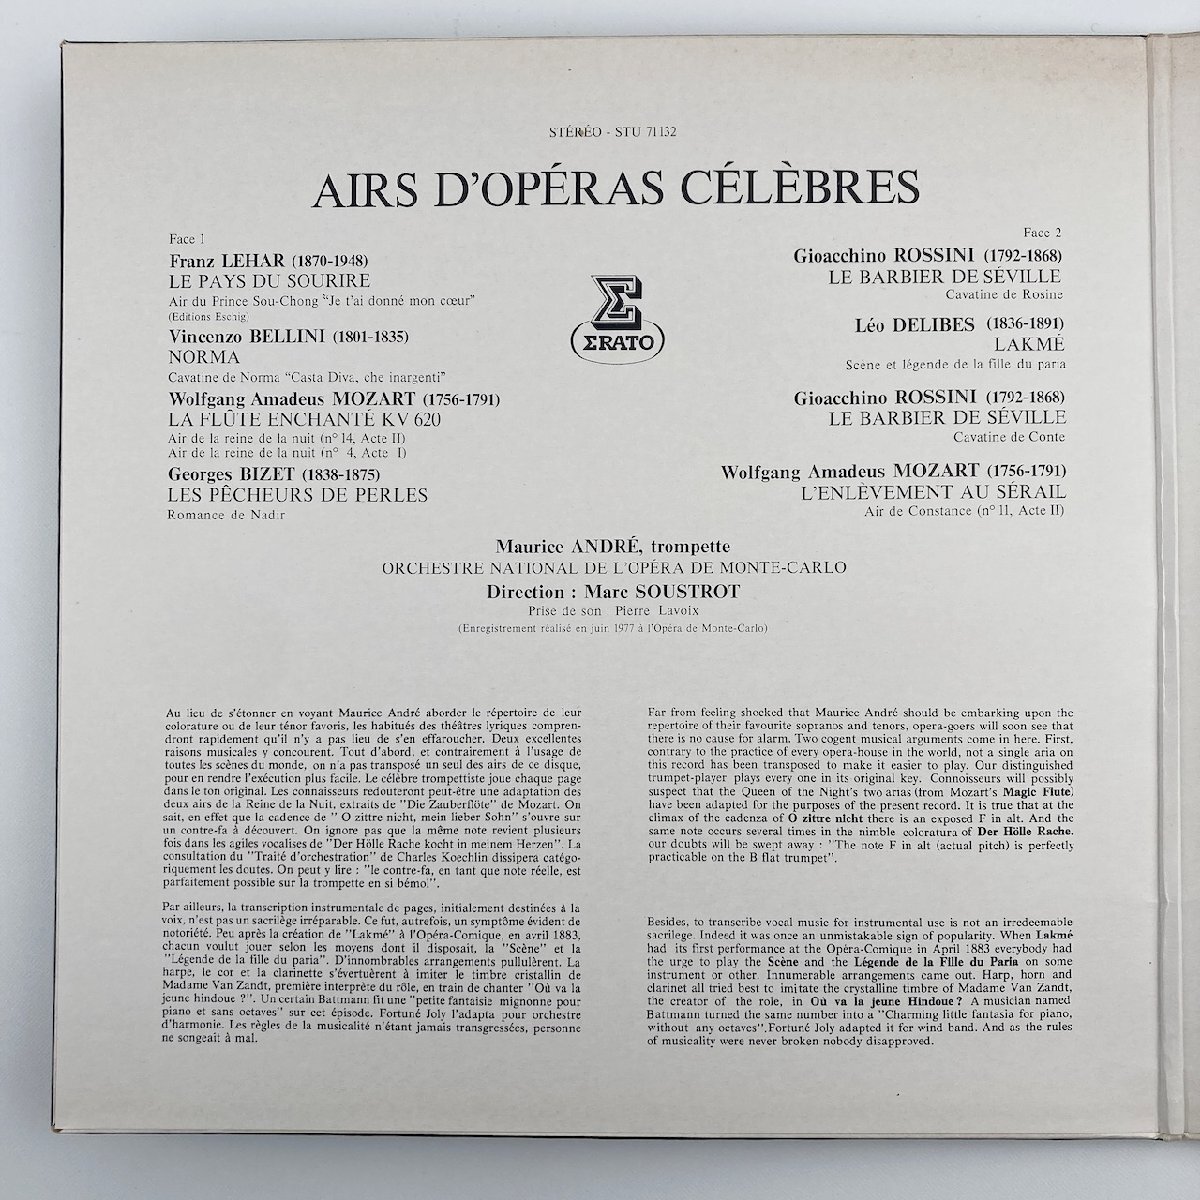 STÉRÉO - STU 71132
AIRS D'OPÉRAS CÉLÈBRES
Face 1
Franz LEHAR (1870-1948)
LE PAYS DU SOURIRE
Air du Prince Sou-Chong "Je t'ai donné mon cœur"
(Editions Eschig)
Vincenzo BELLINI (1801-1835)
NORMA
Cavatine de Norma "Casta Diva, che inargenti"
Wolfgang Amadeus MOZART (1756-1791)
LA FLÛTE ENCHANTÉ KV 620
Air de la reine de la nuit (n° 14, Acte II)
Air de la reine de la nuit (n° 4, Acte I)
Georges BIZET (1838-1875)
LES PÊCHEURS DE PERLES
Romance de Nadir
ΣRATO
Face 2
Gioacchino ROSSINI (1792-1868)
LE BARBIER DE SÉVILLE
Cavatine de Rosine
Léo DELIBES (1836-1891)
LAKMÉ
Scène et légende de la fille du paria
Gioacchino ROSSINI (1792-1868)
LE BARBIER DE SÉVILLE
Cavatine de Conte
Wolfgang Amadeus MOZART (1756-1791)
L'ENLÈVEMENT AU SÉRAIL
Air de Constance (n° 11, Acte II)
Maurice ANDRÉ, trompette
ORCHESTRE NATIONAL DE L'OPÉRA DE MONTE-CARLO
Direction : Marc SOUSTROT
Prise de son Pierre Lavoix
(Enregistrement réalisé en juin 1977 à l'Opéra de Monte-Carlo)
Au lieu de s'étonner en voyant Maurice André aborder le répertoire de leur
colorature ou de leur ténor favoris, les habitués des théâtres lyriques compren-
dront rapidement qu'il n'y a pas lieu de s'en effaroucher. Deux excellentes
raisons musicales y concourent. Tout d'abord, et contrairement à l'usage de
toutes les scènes du monde, on n'a pas transposé un seul des airs de ce disque,
pour en rendre l'exécution plus facile. Le célèbre trompettiste joue chaque page
dans le ton original. Les connaisseurs redouteront peut-être une adaptation des
deux airs de la Reine de la Nuit, extraits de "Die Zauberflöte" de Mozart. On
sait, en effet que la cadence de "O zittre nicht, mein lieber Sohn" s'ouvre sur
un contre-fa à découvert. On ignore pas que la même note revient plusieurs
fois dans les agiles vocalises de "Der Hölle Rache kocht in meinem Herzen". La
consultation du "Traité d'orchestration" de Charles Koechlin dissipera catégo-
riquement les doutes. On peut y lire : "le contre-fa, en tant que note réelle, est
parfaitement possible sur la trompette en si bémol".
Par ailleurs, la transcription instrumentale de pages, initialement destinées à la
voix, n'est pas un sacrilège irréparable. Ce fut, autrefois, un symptôme évident de
notoriété. Peu après la création de "Lakmé" à l'Opéra-Comique, en avril 1883,
chacun voulut jouer selon les moyens dont il disposait, la "Scène" et la
"Légende de la fille du paria". D'innombrables arrangements pullulèrent. La
harpe, le cor et la clarinette s'évertuèrent à imiter le timbre cristallin de
Madame Van Zandt, première interprète du rôle, en train de chanter "Où va la
jeune hindoue ?". Un certain Battmann fit une "petite fantaisie mignonne pour
piano et sans octaves" sur cet épisode. Fortuné Joly l'adapta pour orchestre
d'harmonie. Les règles de la musicalité n'étant jamais transgressées, personne
ne songeait à mal.
Far from feeling shocked that Maurice André should be embarking upon the
repertoire of their favourite sopranos and tenors, opera-goers will soon see that
there is no cause for alarm. Two cogent musical arguments come in here. First,
contrary to the practice of every opera-house in the world, not a single aria on
this record has been transposed to make it easier to play. Our distinguished
trumpet-player plays every one in its original key. Connoisseurs will possibly
suspect that the Queen of the Night's two arias (from Mozart's Magic Flute)
have been adapted for the purposes of the present record. It is true that at the
climax of the cadenza of O zittre nicht there is an exposed F in alt. And the
same note occurs several times in the nimble coloratura of Der Hölle Rache.
our doubts will be swept away : "The note F in alt (actual pitch) is perfectly
practicable on the B flat trumpet".
Besides, to transcribe vocal music for instrumental use is not an irredeemable
sacrilege. Indeed it was once an unmistakable sign of popularity. When Lakmé
had its first performance at the Opéra-Comique in April 1883 everybody had
the urge to play the Scène and the Légende de la Fille du Paria on some
instrument or other. Innumerable arrangements came out. Harp, horn and
clarinet all tried best to imitate the crystalline timbre of Madame Van Zandt,
the creator of the role, in Où va la jeune Hindoue? A musician named
Battmann turned the same number into a "Charming little fantasia for piano,
without any octaves". Fortuné Joly adapted it for wind band. And as the rules
of musicality were never broken nobody disapproved.